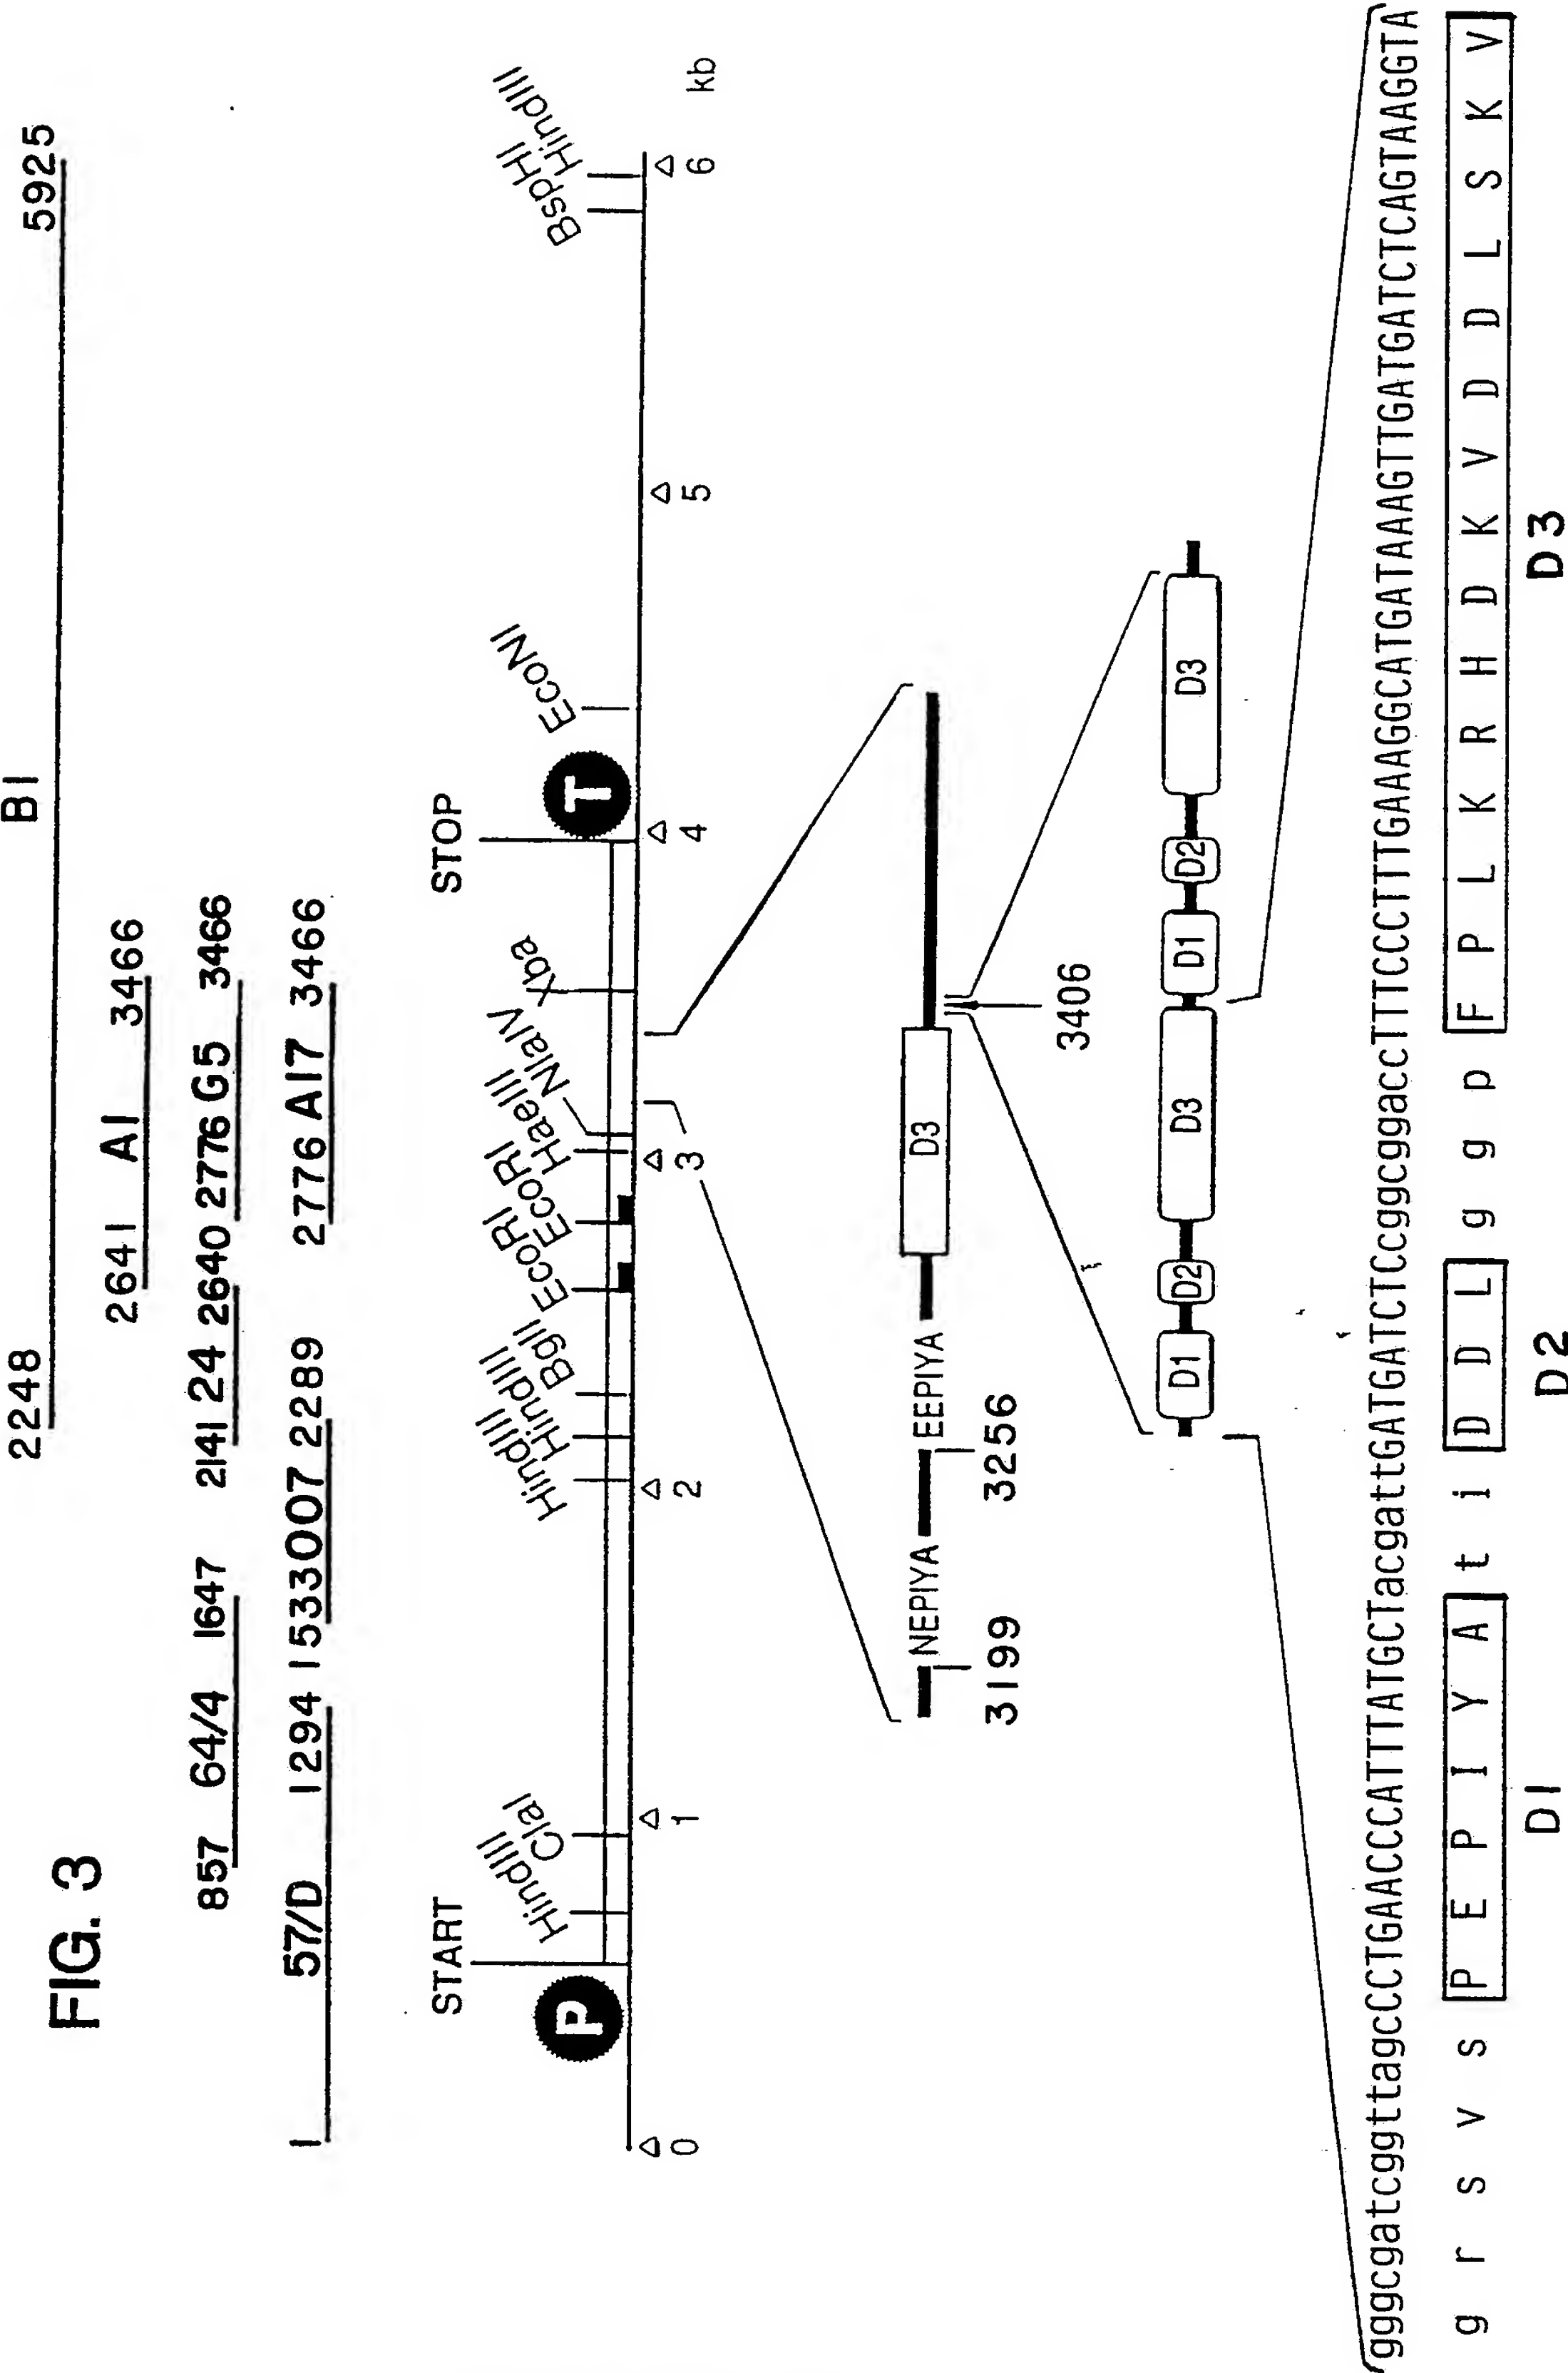 FIG. 3
2248 B1 5925
2641 A1 3466
857 64/4 1647 2141 24 2640 2776 G5 3466
1 57/D 1294 1533 007 2289 2776 A17 3466
START STOP
P HindIII ClaI HindIII HindIII BglI EcoRI EcoRI HaeIII NlaIV Xba T EcoNI BspHI HindIII
0 1 2 3 4 5 6 kb
NEPIYA EEPIYA D3
3199 3256 3406
D1 D2 D3 D1 D2 D3
gggcgatcggttagccCCTGAACCCATTTATGCTacgattGATGATCTCcggcggaccTTTCCCTTTGAAAGGCATGATAAAGTTGATGATCTCAGTAAGGTA
g r s v s P E P I Y A t i D D L g g p F P L K R H D K V D D L S K V
D1 D2 D3